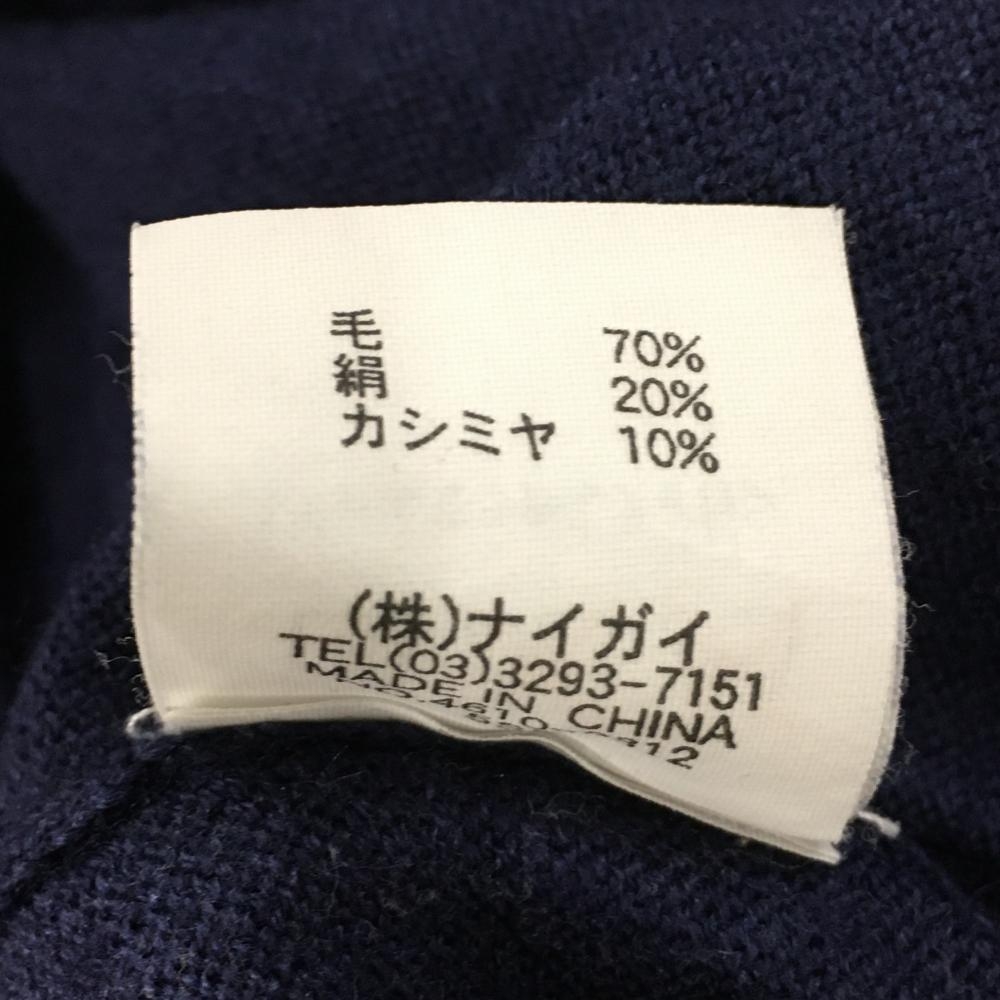 毛 70%
絹 20%
カシミヤ 10%
(株)ナイガイ
TEL(03)3293-7151
MADE IN CHINA